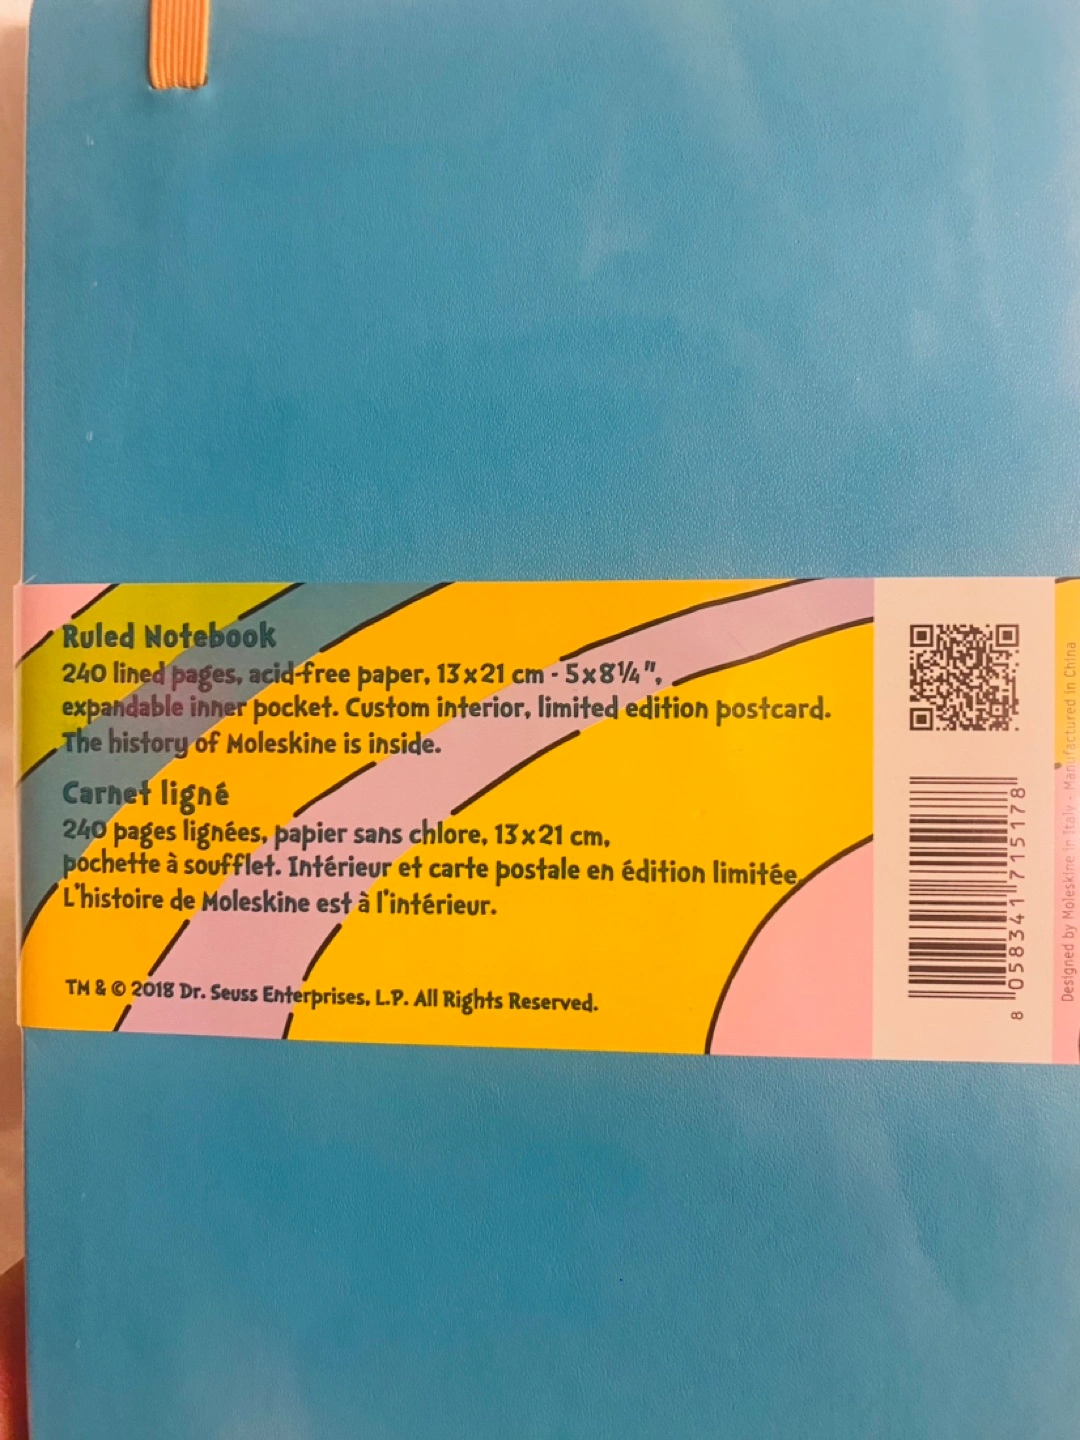 Ruled Notebook
240 lined pages, acid-free paper, 13x21 cm - 5x8¼",
expandable inner pocket. Custom interior, limited edition postcard.
The history of Moleskine is inside.
Carnet ligné
240 pages lignées, papier sans chlore, 13x21 cm,
pochette à soufflet. Intérieur et carte postale en édition limitée.
L'histoire de Moleskine est à l'intérieur.
TM & © 2018 Dr. Seuss Enterprises, L.P. All Rights Reserved.
8 058341 715178
Designed by Moleskine in Italy - Manufactured in China